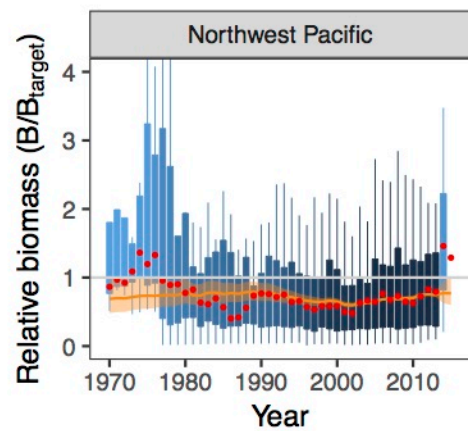 Northwest Pacific
Relative biomass (B/Btarget)
4
3
2
1
0
1970 1980 1990 2000 2010
Year